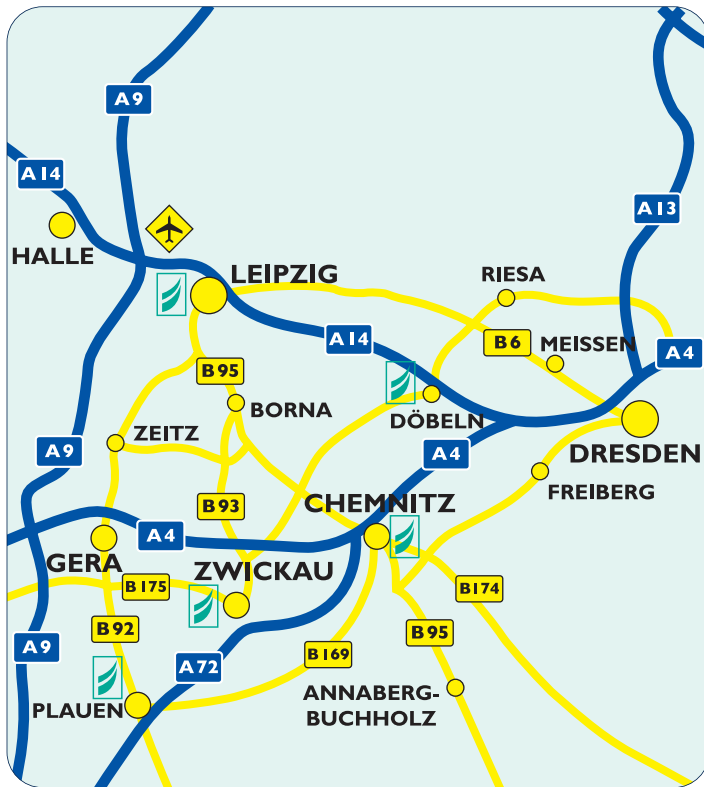 A9
A14
A13
HALLE
LEIPZIG
RIESA
A14
B6
MEISSEN
A4
B95
BORNA
DÖBELN
ZEITZ
A9
A4
DRESDEN
FREIBERG
B93
CHEMNITZ
A4
GERA
ZWICKAU
B175
B174
B92
B95
A9
A72
B169
PLAUEN
ANNABERG-
BUCHHOLZ